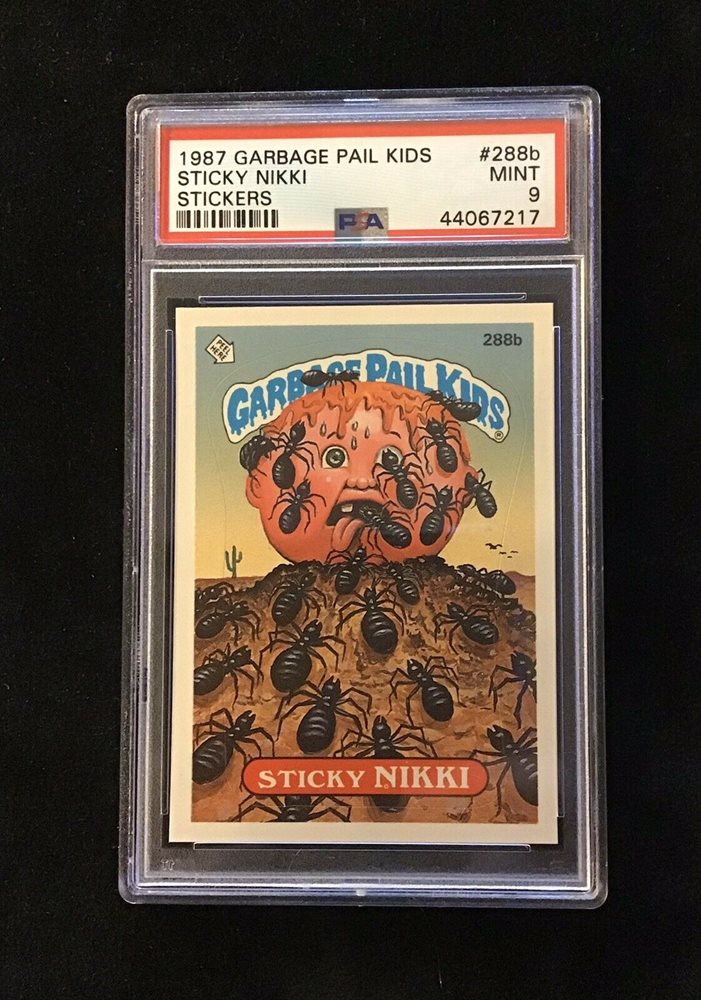 1987 GARBAGE PAIL KIDS #288b
STICKY NIKKI MINT
STICKERS 9
PSA 44067217
288b
PEEL
HERE
GARBAGE PAIL KIDS
®
STICKY NIKKI